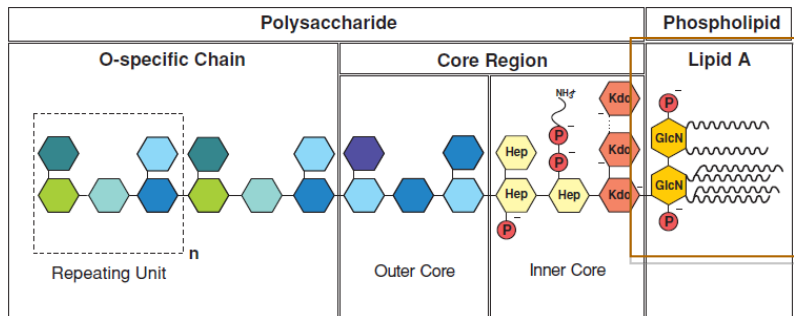 Polysaccharide
Phospholipid
O-specific Chain
Core Region
Lipid A
NH₃⁺
Kdo
P⁻
P⁻
GlcN
Hep
P⁻
Kdo
Hep
Hep
Kdo
GlcN
P⁻
P⁻
n
Repeating Unit
Outer Core
Inner Core